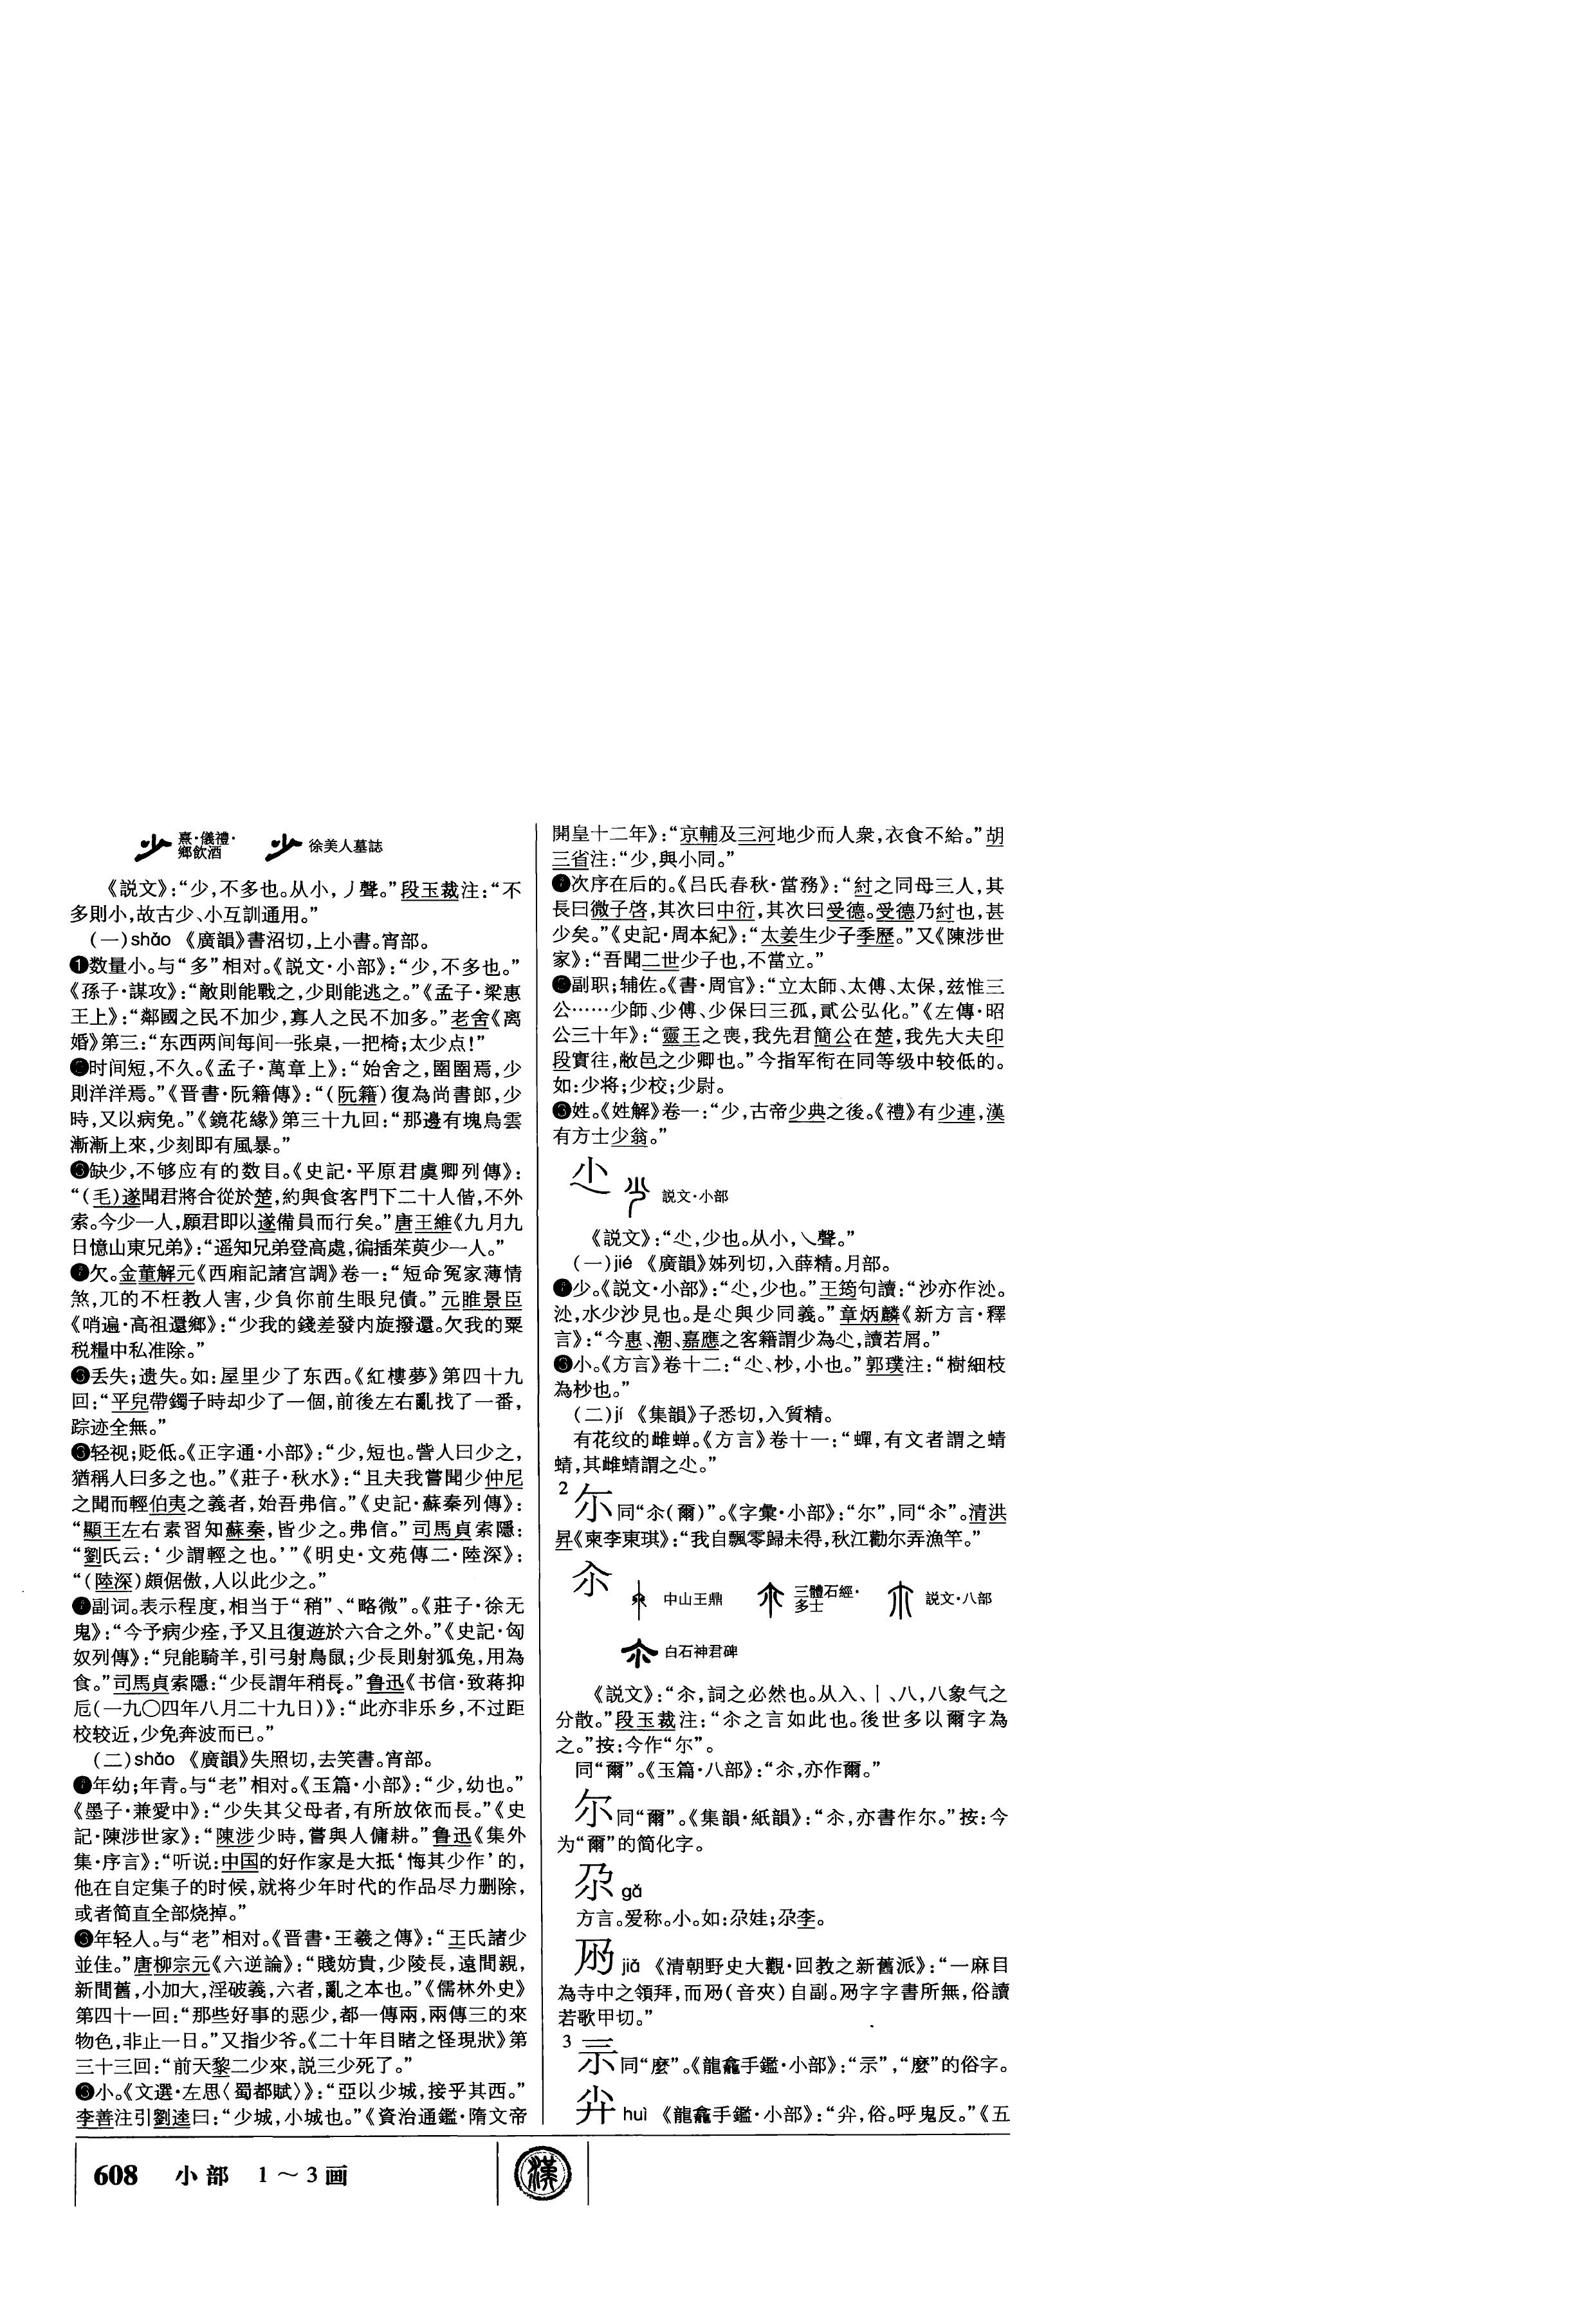 熹·儀禮·
鄉飲酒
徐美人墓誌
《説文》：“少，不多也。从小，丿聲。”段玉裁注：“不
多則小，故古少、小互訓通用。”
（一）shǎo 《廣韻》書沼切，上小書。宵部。
❶数量小。与“多”相对。《説文·小部》：“少，不多也。”
《孫子·謀攻》：“敵則能戰之，少則能逃之。”《孟子·梁惠
王上》：“鄰國之民不加少，寡人之民不加多。”老舍《离
婚》第三：“东西两间每间一张桌，一把椅；太少点！”
❷时间短，不久。《孟子·萬章上》：“始舍之，圉圉焉，少
則洋洋焉。”《晋書·阮籍傳》：“（阮籍）復為尚書郎，少
時，又以病免。”《鏡花緣》第三十九回：“那邊有塊烏雲
漸漸上來，少刻即有風暴。”
❸缺少，不够应有的数目。《史記·平原君虞卿列傳》：
“（毛）遂聞君將合從於楚，約與食客門下二十人偕，不外
索。今少一人，願君即以遂備員而行矣。”唐王維《九月九
日憶山東兄弟》：“遥知兄弟登高處，徧插茱萸少一人。”
❹欠。金董解元《西廂記諸宫調》卷一：“短命冤家薄情
煞，兀的不枉教人害，少負你前生眼兒債。”元睢景臣
《哨遍·高祖還鄉》：“少我的錢差發内旋撥還。欠我的粟
税糧中私准除。”
❺丢失；遗失。如：屋里少了东西。《紅樓夢》第四十九
回：“平兒帶鐲子時却少了一個，前後左右亂找了一番，
踪迹全無。”
❻轻视；贬低。《正字通·小部》：“少，短也。訾人曰少之，
猶稱人曰多之也。”《莊子·秋水》：“且夫我嘗聞少仲尼
之聞而輕伯夷之義者，始吾弗信。”《史記·蘇秦列傳》：
“顯王左右素習知蘇秦，皆少之。弗信。”司馬貞索隱：
“劉氏云：‘少謂輕之也。’”《明史·文苑傳二·陸深》：
“（陸深）頗倨傲，人以此少之。”
❼副词。表示程度，相当于“稍”、“略微”。《莊子·徐无
鬼》：“今予病少痊，予又且復遊於六合之外。”《史記·匈
奴列傳》：“兒能騎羊，引弓射鳥鼠；少長則射狐兔，用為
食。”司馬貞索隱：“少長謂年稍長。”鲁迅《书信·致蒋抑
卮（一九〇四年八月二十九日）》：“此亦非乐乡，不过距
校较近，少免奔波而已。”
（二）shào 《廣韻》失照切，去笑書。宵部。
❶年幼；年青。与“老”相对。《玉篇·小部》：“少，幼也。”
《墨子·兼愛中》：“少失其父母者，有所放依而長。”《史
記·陳涉世家》：“陳涉少時，嘗與人傭耕。”鲁迅《集外
集·序言》：“听说：中国的好作家是大抵‘悔其少作’的，
他在自定集子的时候，就将少年时代的作品尽力删除，
或者简直全部烧掉。”
❷年轻人。与“老”相对。《晋書·王羲之傳》：“王氏諸少
並佳。”唐柳宗元《六逆論》：“賤妨貴，少陵長，遠間親，
新間舊，小加大，淫破義，六者，亂之本也。”《儒林外史》
第四十一回：“那些好事的惡少，都一傳兩，兩傳三的來
物色，非止一日。”又指少爷。《二十年目睹之怪現狀》第
三十三回：“前天黎二少來，説三少死了。”
❸小。《文選·左思〈蜀都賦〉》：“亞以少城，接乎其西。”
李善注引劉逵曰：“少城，小城也。”《資治通鑑·隋文帝
開皇十二年》：“京輔及三河地少而人衆，衣食不給。”胡
三省注：“少，與小同。”
❹次序在后的。《吕氏春秋·當務》：“紂之同母三人，其
長曰微子啓，其次曰中衍，其次曰受德。受德乃紂也，甚
少矣。”《史記·周本紀》：“太姜生少子季歷。”又《陳涉世
家》：“吾聞二世少子也，不當立。”
❺副职；辅佐。《書·周官》：“立太師、太傅、太保，兹惟三
公……少師、少傅、少保曰三孤，貳公弘化。”《左傳·昭
公三十年》：“靈王之喪，我先君簡公在楚，我先大夫印
段實往，敝邑之少卿也。”今指军衔在同等级中较低的。
如：少将；少校；少尉。
❻姓。《姓解》卷一：“少，古帝少典之後。《禮》有少連，漢
有方士少翁。”
尐
説文·小部
《説文》：“尐，少也。从小，乀聲。”
（一）jié 《廣韻》姊列切，入薛精。月部。
❶少。《説文·小部》：“尐，少也。”王筠句讀：“沙亦作沊。
沊，水少沙見也。是尐與少同義。”章炳麟《新方言·釋
言》：“今惠、潮、嘉應之客籍謂少為尐，讀若屑。”
❷小。《方言》卷十二：“尐、杪，小也。”郭璞注：“樹細枝
為杪也。”
（二）jí 《集韻》子悉切，入質精。
有花纹的雌蝉。《方言》卷十一：“蟬，有文者謂之蜻
蜻，其雌蜻謂之尐。”
2 尓 同“尒（爾）”。《字彙·小部》：“尓”，同“尒”。清洪
昇《柬李東琪》：“我自飄零歸未得，秋江勸尓弄漁竿。”
尒
中山王鼎
三體石經·
多士
説文·八部
白石神君碑
《説文》：“尒，詞之必然也。从入、丨、八，八象气之
分散。”段玉裁注：“尒之言如此也。後世多以爾字為
之。”按：今作“尔”。
同“爾”。《玉篇·八部》：“尒，亦作爾。”
尔 同“爾”。《集韻·紙韻》：“尒，亦書作尔。”按：今
为“爾”的简化字。
尕 gǎ
方言。爱称。小。如：尕娃；尕李。
jiǎ 《清朝野史大觀·回教之新舊派》：“一麻目
為寺中之領拜，而（音夾）自副。字字書所無，俗讀
若歌甲切。”
3 同“麼”。《龍龕手鑑·小部》：“”，“麼”的俗字。
huì 《龍龕手鑑·小部》：“，俗。呼鬼反。”《五
608 小部 1～3画
漢